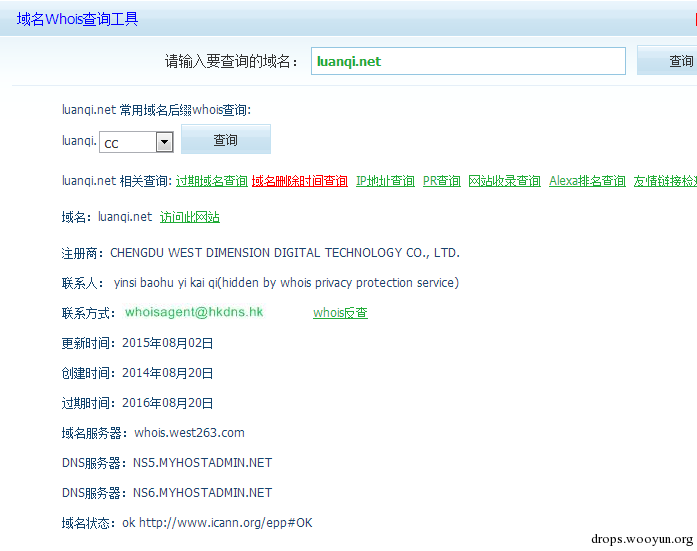 域名Whois查询工具
请输入要查询的域名： luanqi.net 查询
luanqi.net 常用域名后缀whois查询:
luanqi. cc 查询
luanqi.net 相关查询: 过期域名查询 域名删除时间查询 IP地址查询 PR查询 网站收录查询 Alexa排名查询 友情链接检
域名：luanqi.net 访问此网站
注册商：CHENGDU WEST DIMENSION DIGITAL TECHNOLOGY CO., LTD.
联系人： yinsi baohu yi kai qi(hidden by whois privacy protection service)
联系方式： whoisagent@hkdns.hk whois反查
更新时间：2015年08月02日
创建时间：2014年08月20日
过期时间：2016年08月20日
域名服务器：whois.west263.com
DNS服务器：NS5.MYHOSTADMIN.NET
DNS服务器：NS6.MYHOSTADMIN.NET
域名状态：ok http://www.icann.org/epp#OK
drops.wooyun.org